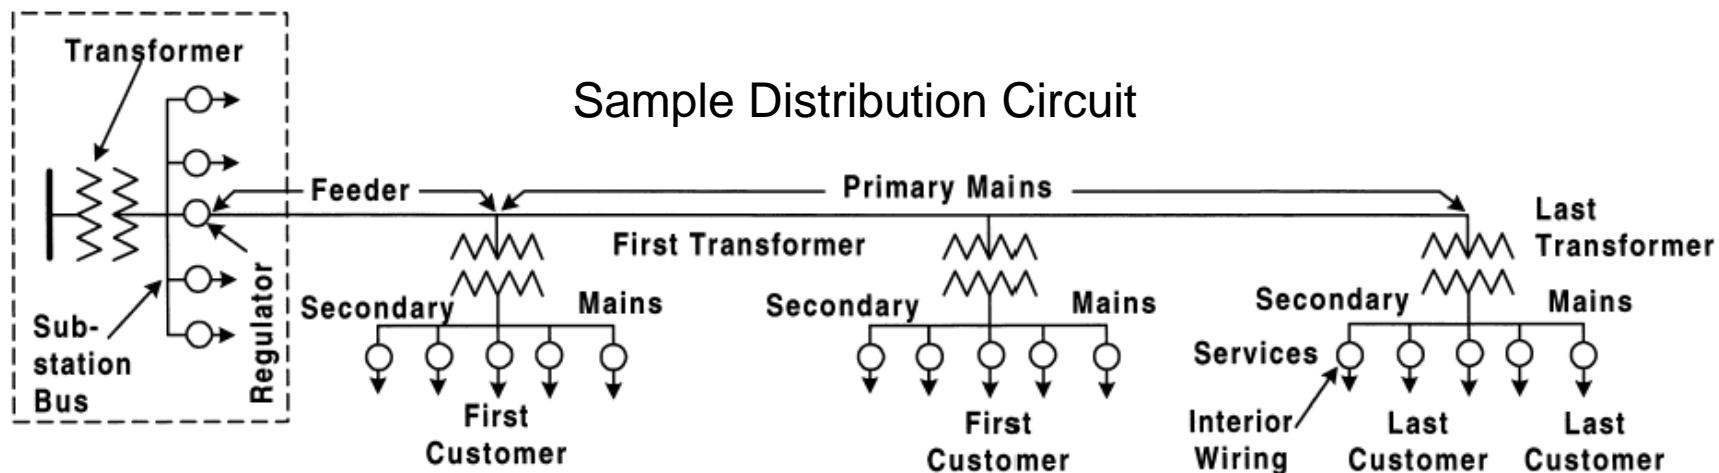 Transformer
Sample Distribution Circuit
Feeder
Primary Mains
First Transformer
Last
Transformer
Regulator
Sub-
station
Bus
Secondary
Mains
Secondary
Mains
Secondary
Mains
Services
First
Customer
First
Customer
Interior
Wiring
Last
Customer
Last
Customer